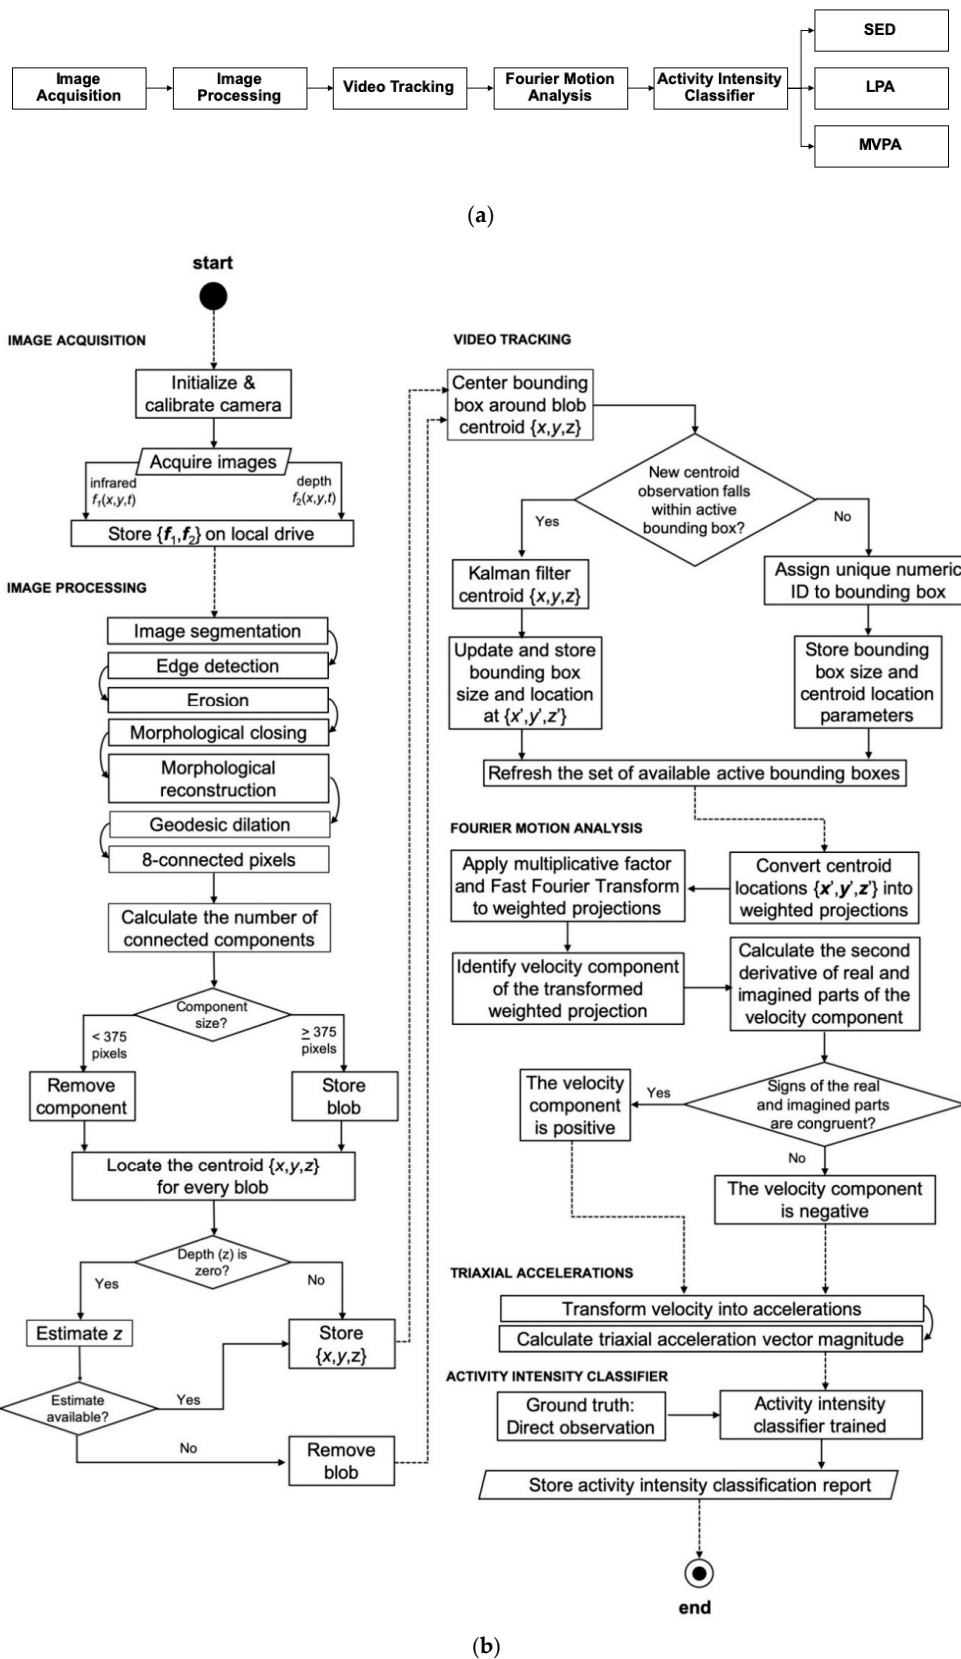 Image
Acquisition
Image
Processing
Video Tracking
Fourier Motion
Analysis
Activity Intensity
Classifier
SED
LPA
MVPA
(a)
start
IMAGE ACQUISITION
Initialize &
calibrate camera
Acquire images
infrared
f1(x,y,t)
depth
f2(x,y,t)
Store {f1,f2} on local drive
IMAGE PROCESSING
Image segmentation
Edge detection
Erosion
Morphological closing
Morphological
reconstruction
Geodesic dilation
8-connected pixels
Calculate the number of
connected components
Component
size?
< 375
pixels
≥ 375
pixels
Remove
component
Store
blob
Locate the centroid {x,y,z}
for every blob
Depth (z) is
zero?
Yes
No
Estimate z
Store
{x,y,z}
Estimate
available?
Yes
No
Remove
blob
VIDEO TRACKING
Center bounding
box around blob
centroid {x,y,z}
New centroid
observation falls
within active
bounding box?
Yes
No
Kalman filter
centroid {x,y,z}
Assign unique numeric
ID to bounding box
Update and store
bounding box
size and location
at {x’,y’,z’}
Store bounding
box size and
centroid location
parameters
Refresh the set of available active bounding boxes
FOURIER MOTION ANALYSIS
Apply multiplicative factor
and Fast Fourier Transform
to weighted projections
Convert centroid
locations {x’,y’,z’} into
weighted projections
Identify velocity component
of the transformed
weighted projection
Calculate the second
derivative of real and
imagined parts of the
velocity component
The velocity
component
is positive
Yes
Signs of the real
and imagined parts
are congruent?
No
The velocity component
is negative
TRIAXIAL ACCELERATIONS
Transform velocity into accelerations
Calculate triaxial acceleration vector magnitude
ACTIVITY INTENSITY CLASSIFIER
Ground truth:
Direct observation
Activity intensity
classifier trained
Store activity intensity classification report
end
(b)